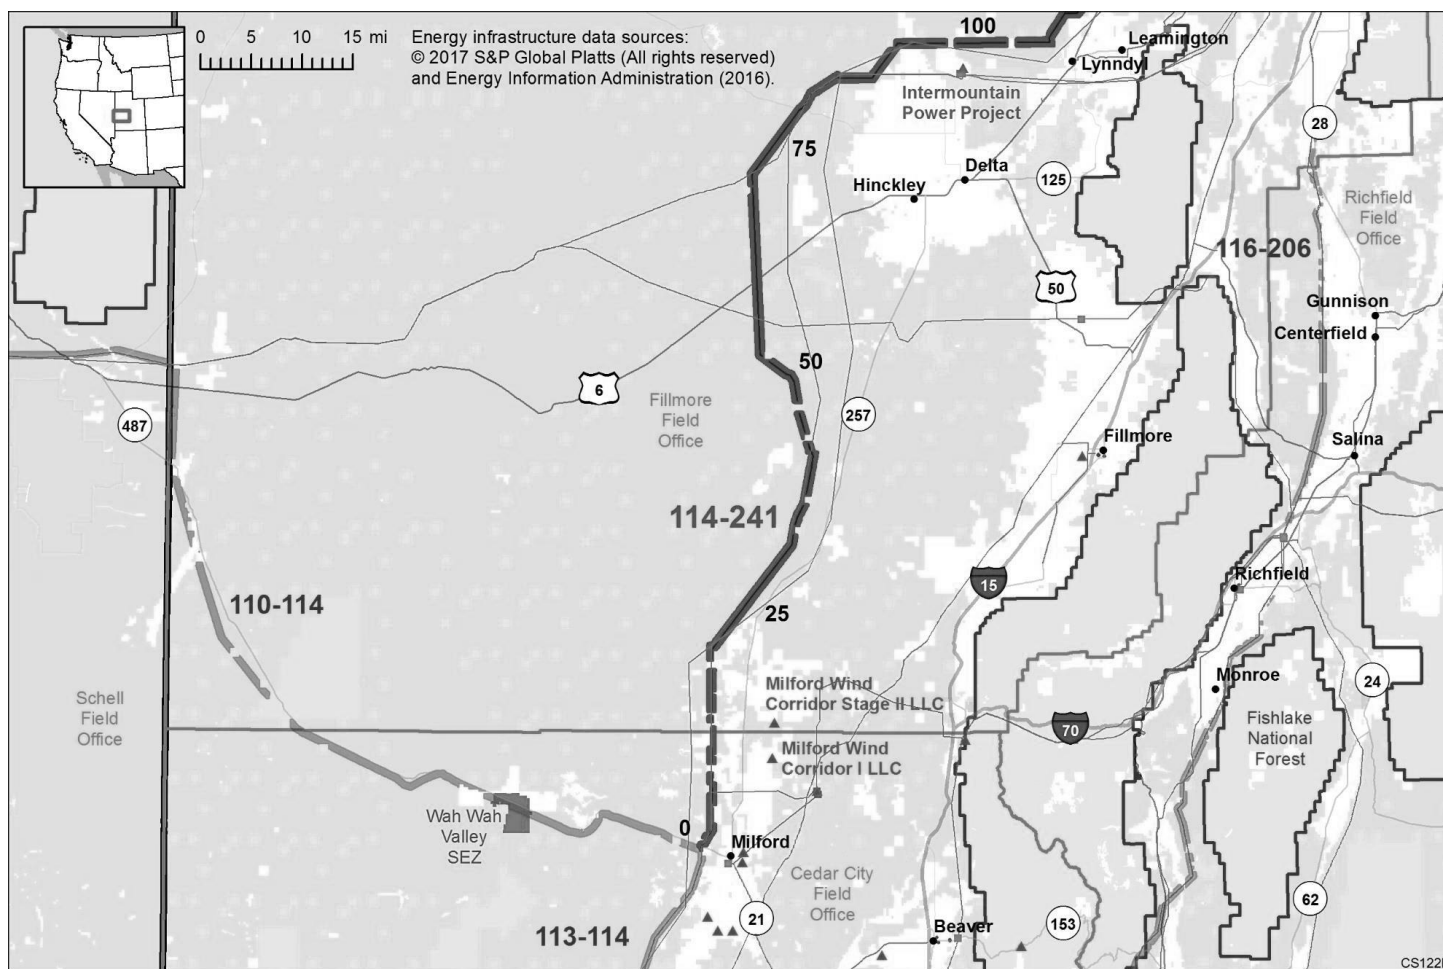 0 5 10 15 mi
Energy infrastructure data sources:
© 2017 S&P Global Platts (All rights reserved)
and Energy Information Administration (2016).
100
Leamington
Lynndyl
Intermountain
Power Project
28
75
Delta
125
Hinckley
Richfield
Field
Office
116-206
50
Gunnison
Centerfield
50
6
Fillmore
Field
Office
257
487
Fillmore
Salina
114-241
15
Richfield
110-114
25
Monroe
24
Schell
Field
Office
Milford Wind
Corridor Stage II LLC
70
Fishlake
National
Forest
Milford Wind
Corridor I LLC
Wah Wah
Valley
SEZ
0
Milford
Cedar City
Field
Office
62
21
153
Beaver
113-114